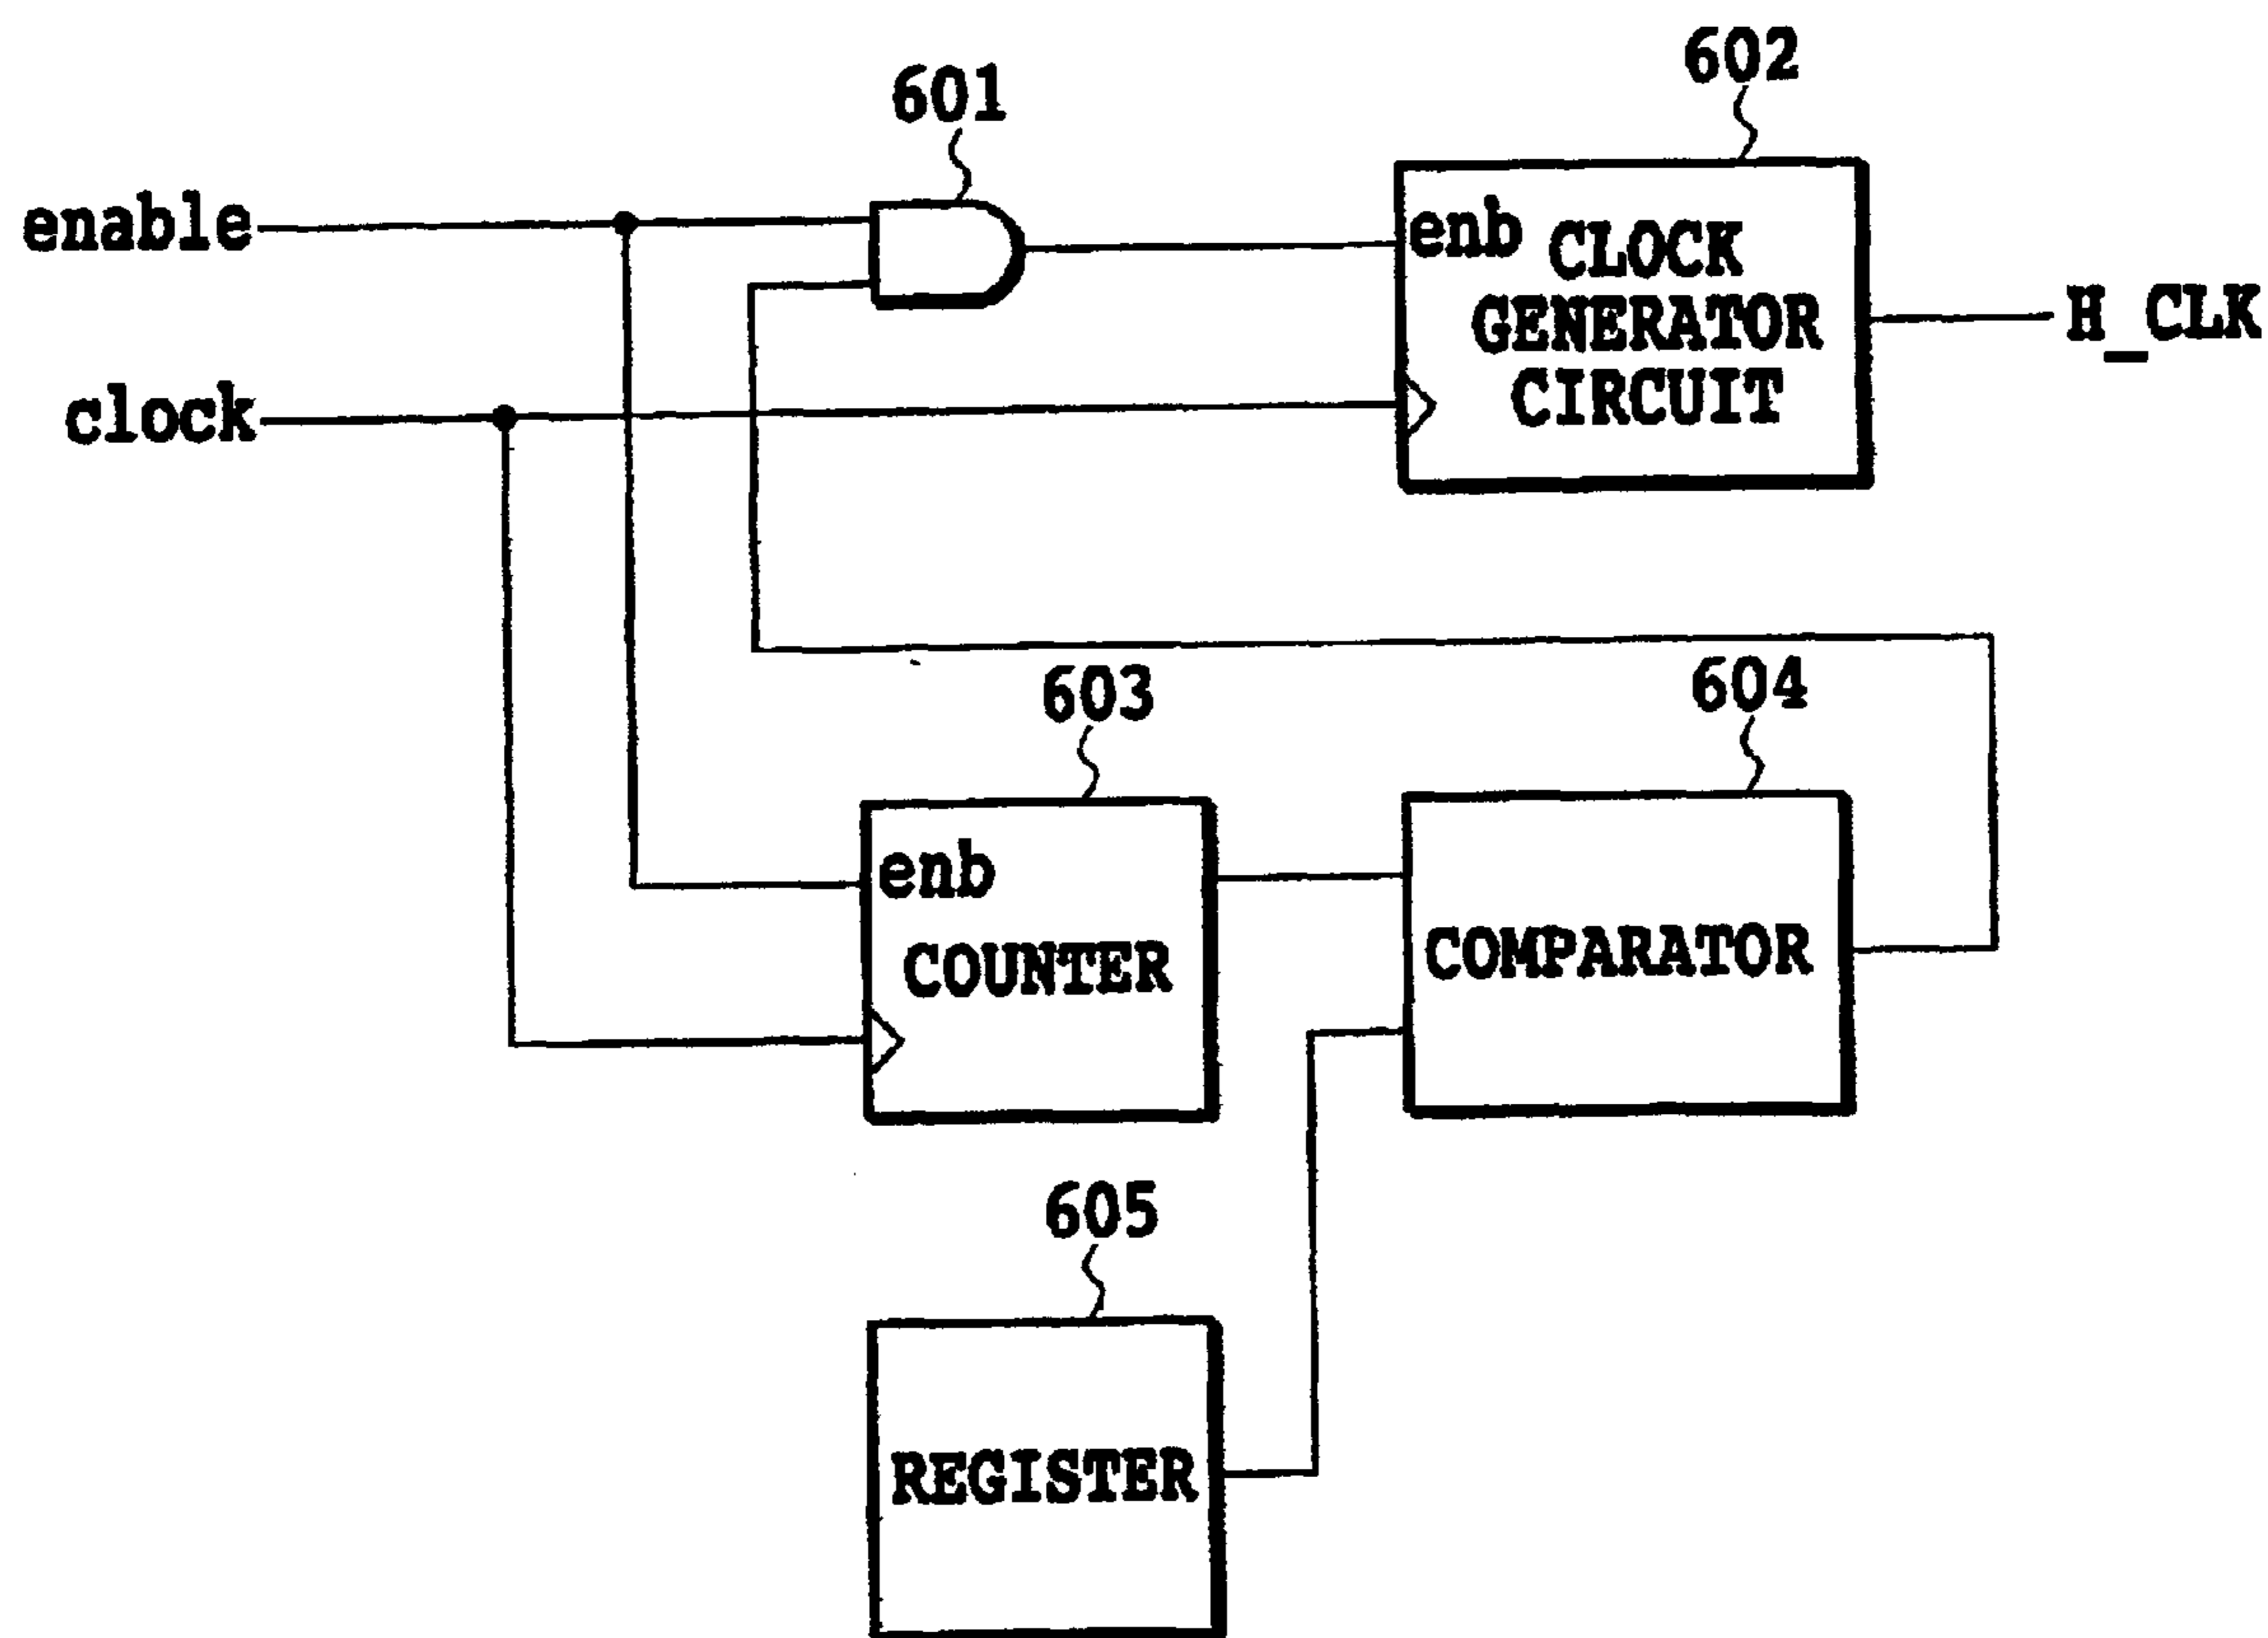 602
601
enable
enb
CLOCK
GENERATOR
CIRCUIT
H_CLK
clock
603
604
enb
COUNTER
COMPARATOR
605
REGISTER